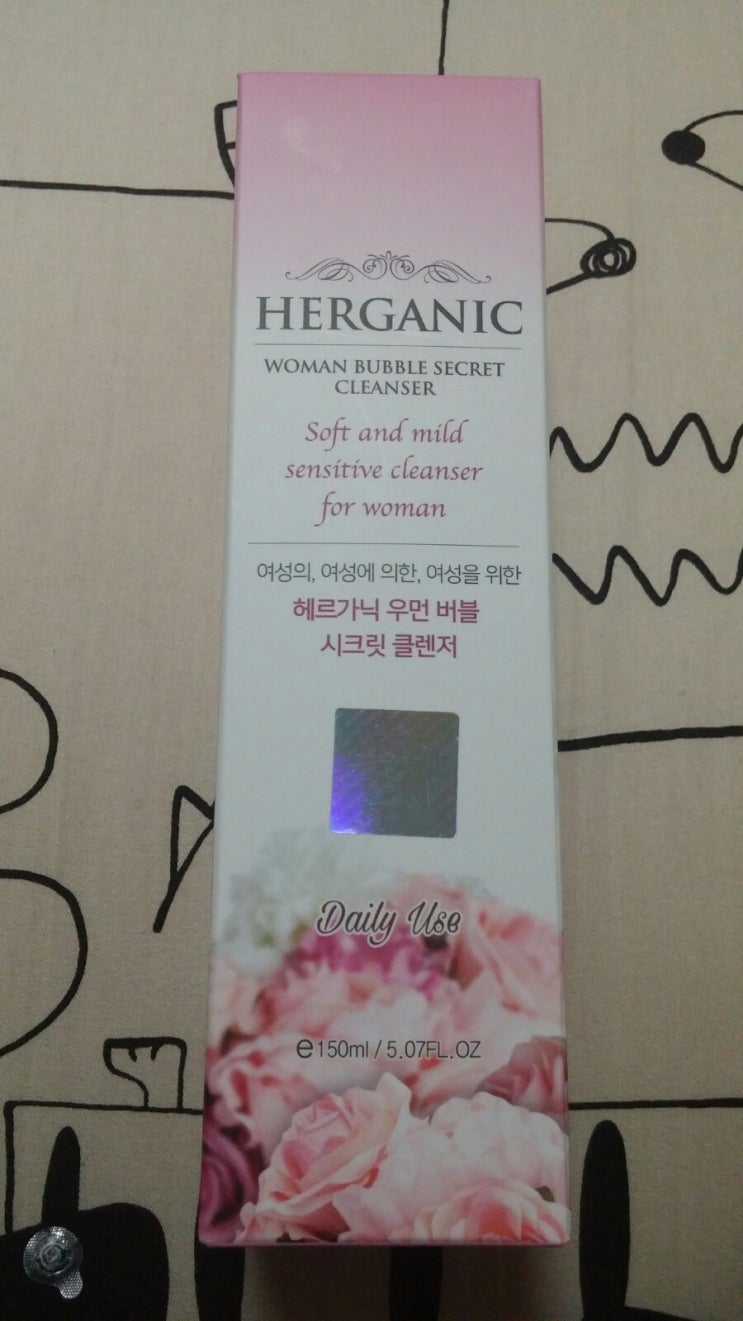 HERGANIC
WOMAN BUBBLE SECRET
CLEANSER
Soft and mild
sensitive cleanser
for woman
여성의, 여성에 의한, 여성을 위한
헤르가닉 우먼 버블
시크릿 클렌저
Daily Use
e150ml / 5.07FL.OZ